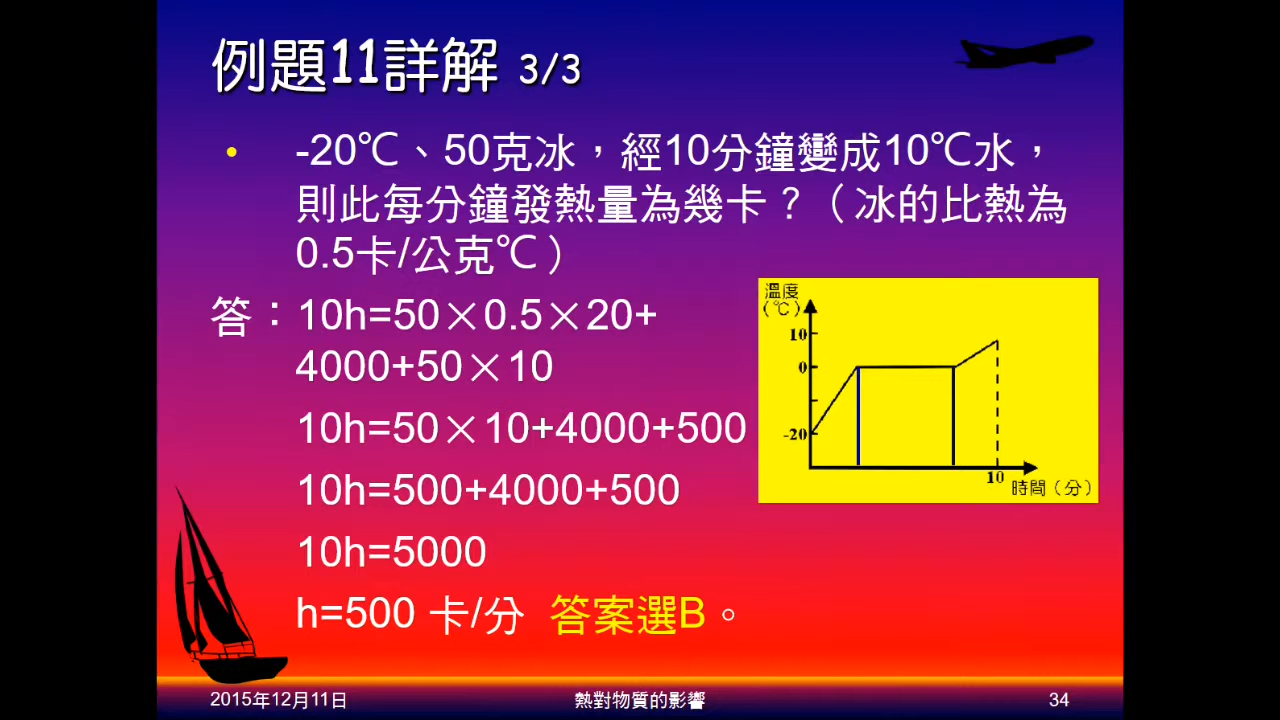 例題11詳解 3/3
• -20℃、50克冰，經10分鐘變成10℃水，
則此每分鐘發熱量為幾卡？（冰的比熱為
0.5卡/公克℃）
答：10h=50×0.5×20+
4000+50×10
10h=50×10+4000+500
10h=500+4000+500
10h=5000
h=500 卡/分 答案選B。
溫度
（℃）
10
0
-20
10
時間（分）
2015年12月11日 熱對物質的影響 34